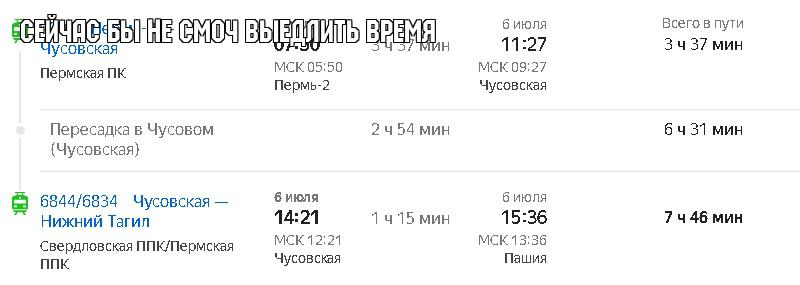 СЕЙЧАС БЫ НЕ СМОЧ ВЫЕДЛИТЬ ВРЕМЯ
6 июля Всего в пути
Чусовская 3 ч 37 мин 11:27 3 ч 37 мин
Пермская ПК МСК 05:50 МСК 09:27
Пермь-2 Чусовская
Пересадка в Чусовом 2 ч 54 мин 6 ч 31 мин
(Чусовская)
6844/6834 Чусовская — 6 июля 6 июля
Нижний Тагил 14:21 1 ч 15 мин 15:36 7 ч 46 мин
Свердловская ППК/Пермская МСК 12:21 МСК 13:36
ППК Чусовская Пашия